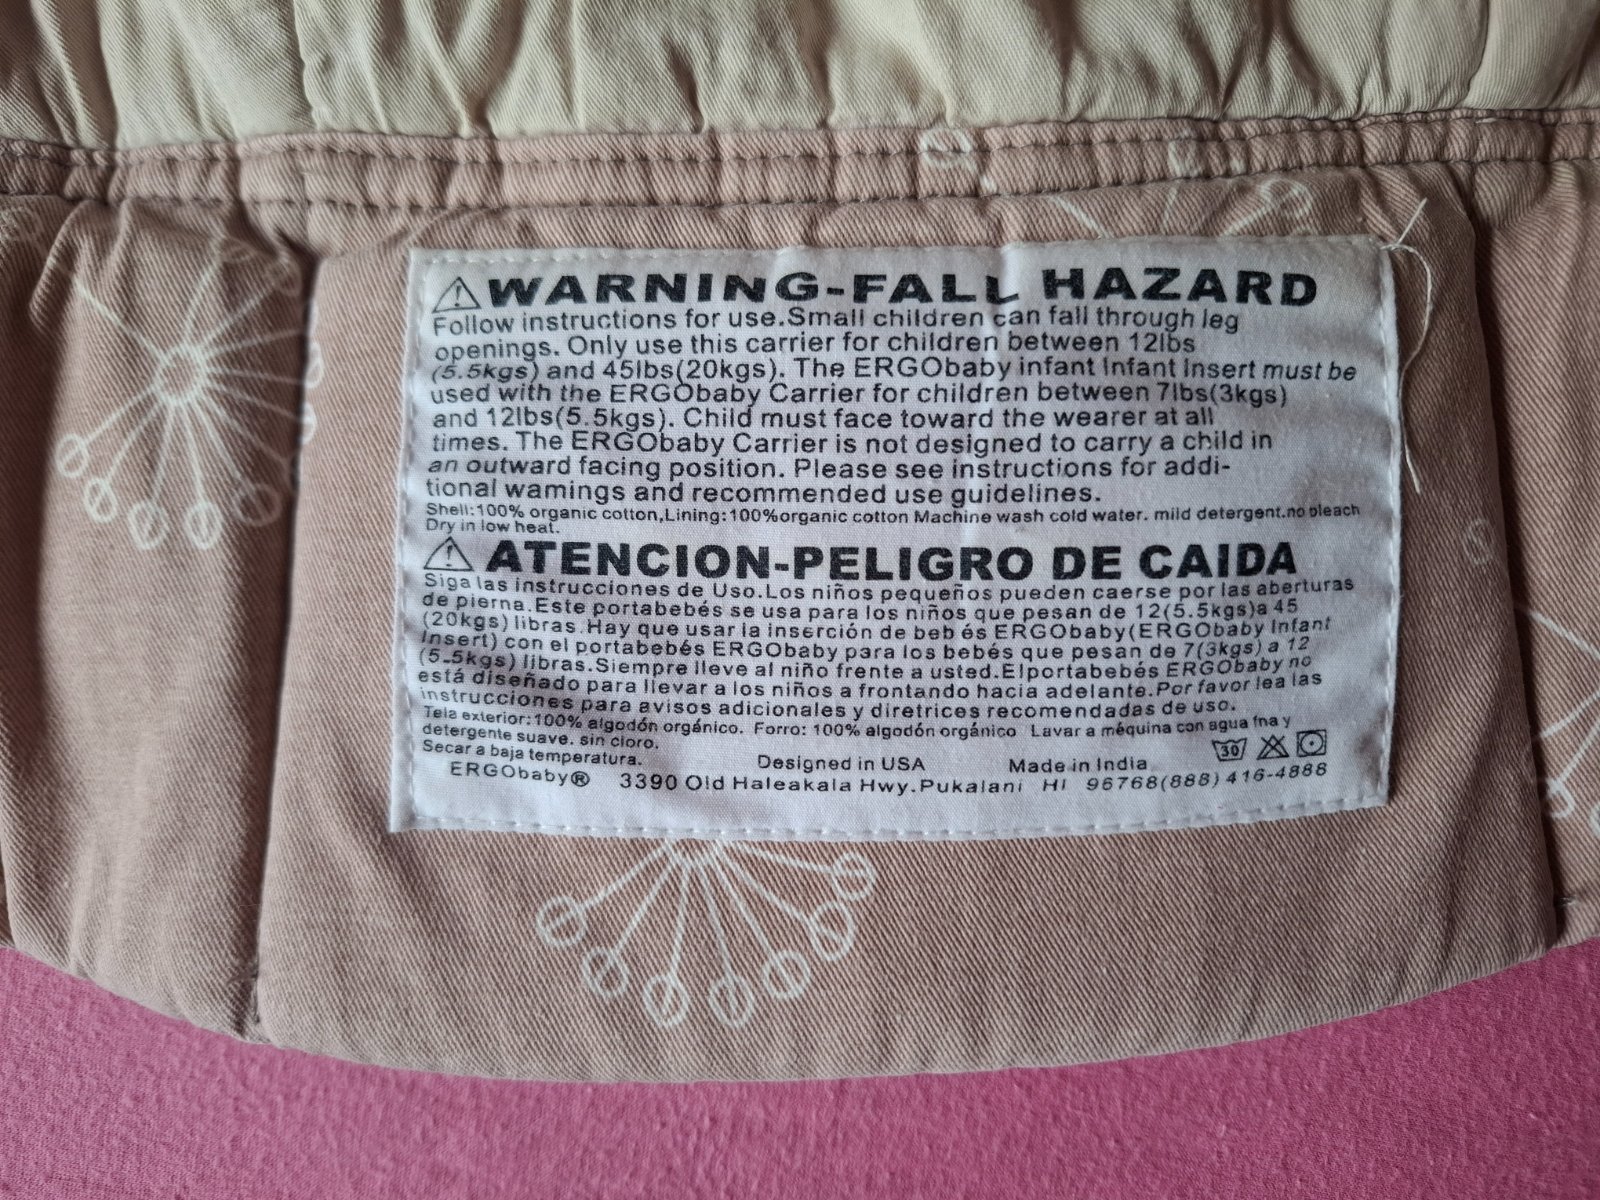 WARNING-FALL HAZARD
Follow instructions for use.Small children can fall through leg
openings. Only use this carrier for children between 12lbs
(5.5kgs) and 45lbs(20kgs). The ERGObaby infant Infant Insert must be
used with the ERGObaby Carrier for children between 7lbs(3kgs)
and 12lbs(5.5kgs). Child must face toward the wearer at all
times. The ERGObaby Carrier is not designed to carry a child in
an outward facing position. Please see instructions for addi-
tional wamings and recommended use guidelines.
Shell:100% organic cotton,Lining:100%organic cotton Machine wash cold water. mild detergent.no bleach
Dry in low heat.
ATENCION-PELIGRO DE CAIDA
Siga las instrucciones de Uso.Los niños pequeños pueden caerse por las aberturas
de pierna.Este portabebés se usa para los niños que pesan de 12(5.5kgs)a 45
(20kgs) libras.Hay que usar la inserción de beb és ERGObaby(ERGObaby Infant
Insert) con el portabebés ERGObaby para los bebés que pesan de 7(3kgs) a 12
(5.5kgs) libras.Siempre lleve al niño frente a usted.Elportabebés ERGObaby no
está diseñado para llevar a los niños a frontando hacia adelante.Por favor lea las
instrucciones para avisos adicionales y diretrices recomendadas de uso.
Tela exterior:100% algodón orgánico. Forro: 100% algodón orgánico Lavar a méquina con agua fna y
detergente suave. sin cloro.
Secar a baja temperatura. Designed in USA Made in India 30
ERGObaby® 3390 Old Haleakala Hwy.Pukalani HI 96768(888) 416-4888